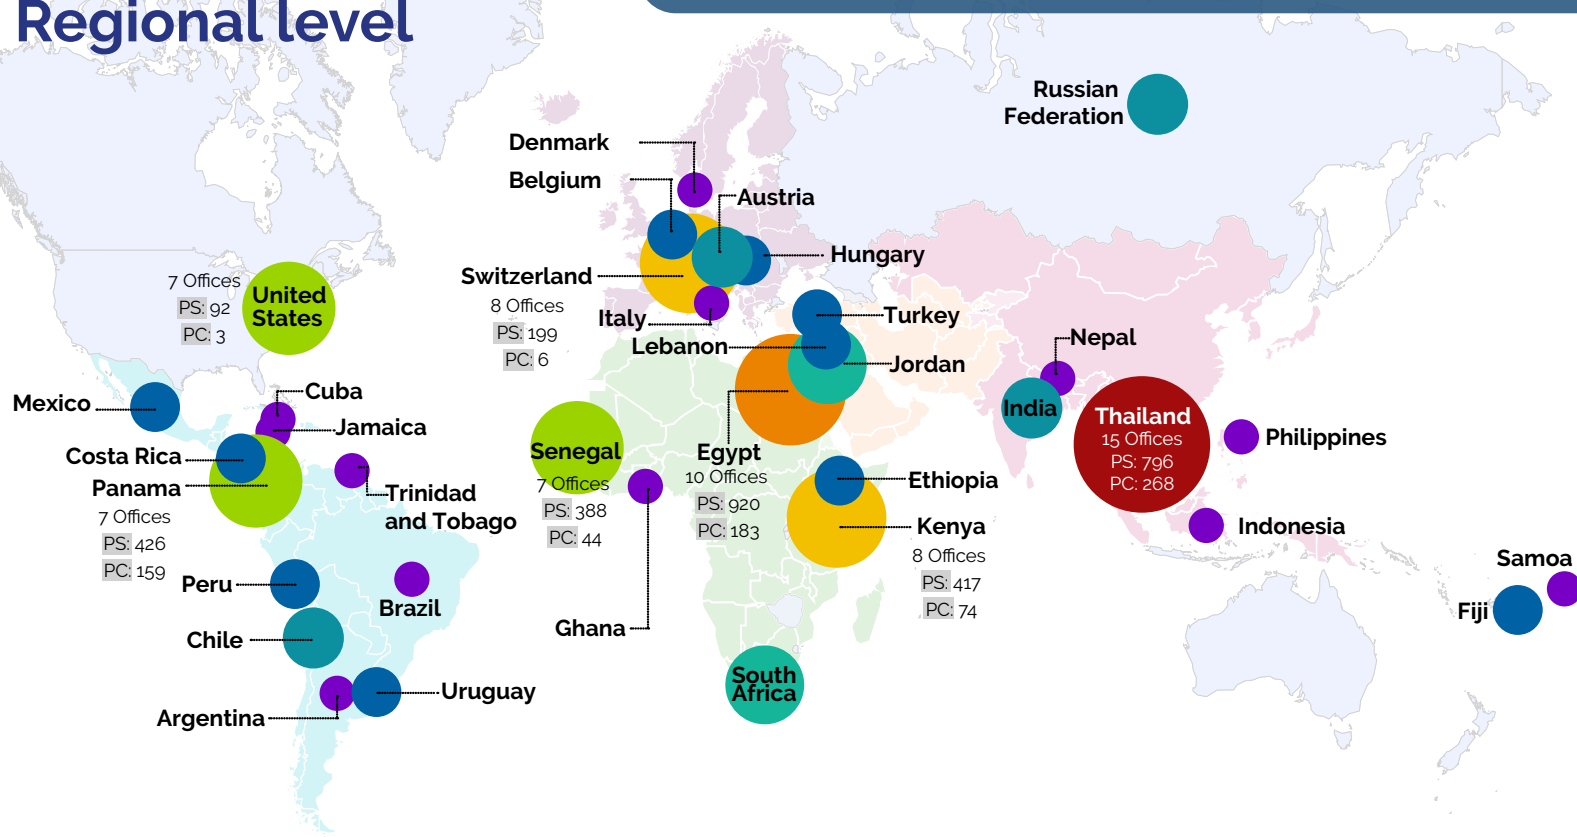 Regional level
Russian
Federation
Denmark
Belgium
Austria
Hungary
Switzerland
8 Offices
PS: 199
PC: 6
Italy
Turkey
Lebanon
Jordan
7 Offices
PS: 92
PC: 3
United
States
Nepal
India
Thailand
15 Offices
PS: 796
PC: 268
Philippines
Indonesia
Samoa
Fiji
Mexico
Cuba
Jamaica
Costa Rica
Panama
7 Offices
PS: 426
PC: 159
Trinidad
and Tobago
Senegal
7 Offices
PS: 388
PC: 44
Egypt
10 Offices
PS: 920
PC: 183
Ethiopia
Kenya
8 Offices
PS: 417
PC: 74
Peru
Brazil
Chile
Ghana
Uruguay
Argentina
South
Africa